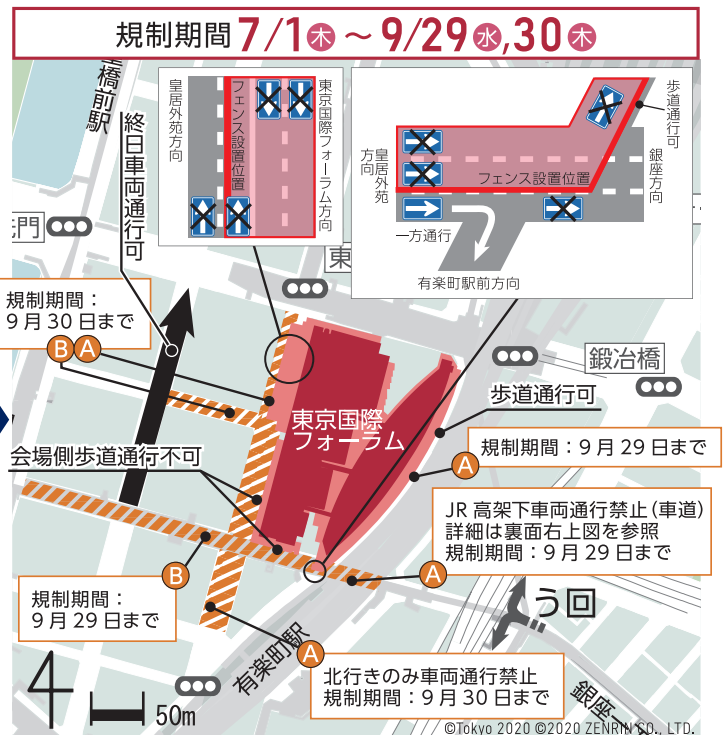 規制期間 7/1木 ～ 9/29水,30木
橋前駅
終日車両通行可
皇居外苑方向
フェンス設置位置
東京国際フォーラム方向
皇居外苑方向
フェンス設置位置
歩道通行可
銀座方向
一方通行
有楽町駅前方向
門
東
規制期間：
9月30日まで
B A
鍛冶橋
東京国際
フォーラム
歩道通行可
会場側歩道通行不可
規制期間：9月29日まで
A
JR高架下車両通行禁止（車道）
詳細は裏面右上図を参照
規制期間：9月29日まで
A
B
規制期間：
9月29日まで
う回
A
北行きのみ車両通行禁止
規制期間：9月30日まで
有楽町駅
銀座一
4
50m
©Tokyo 2020 ©2020 ZENRIN CO., LTD.